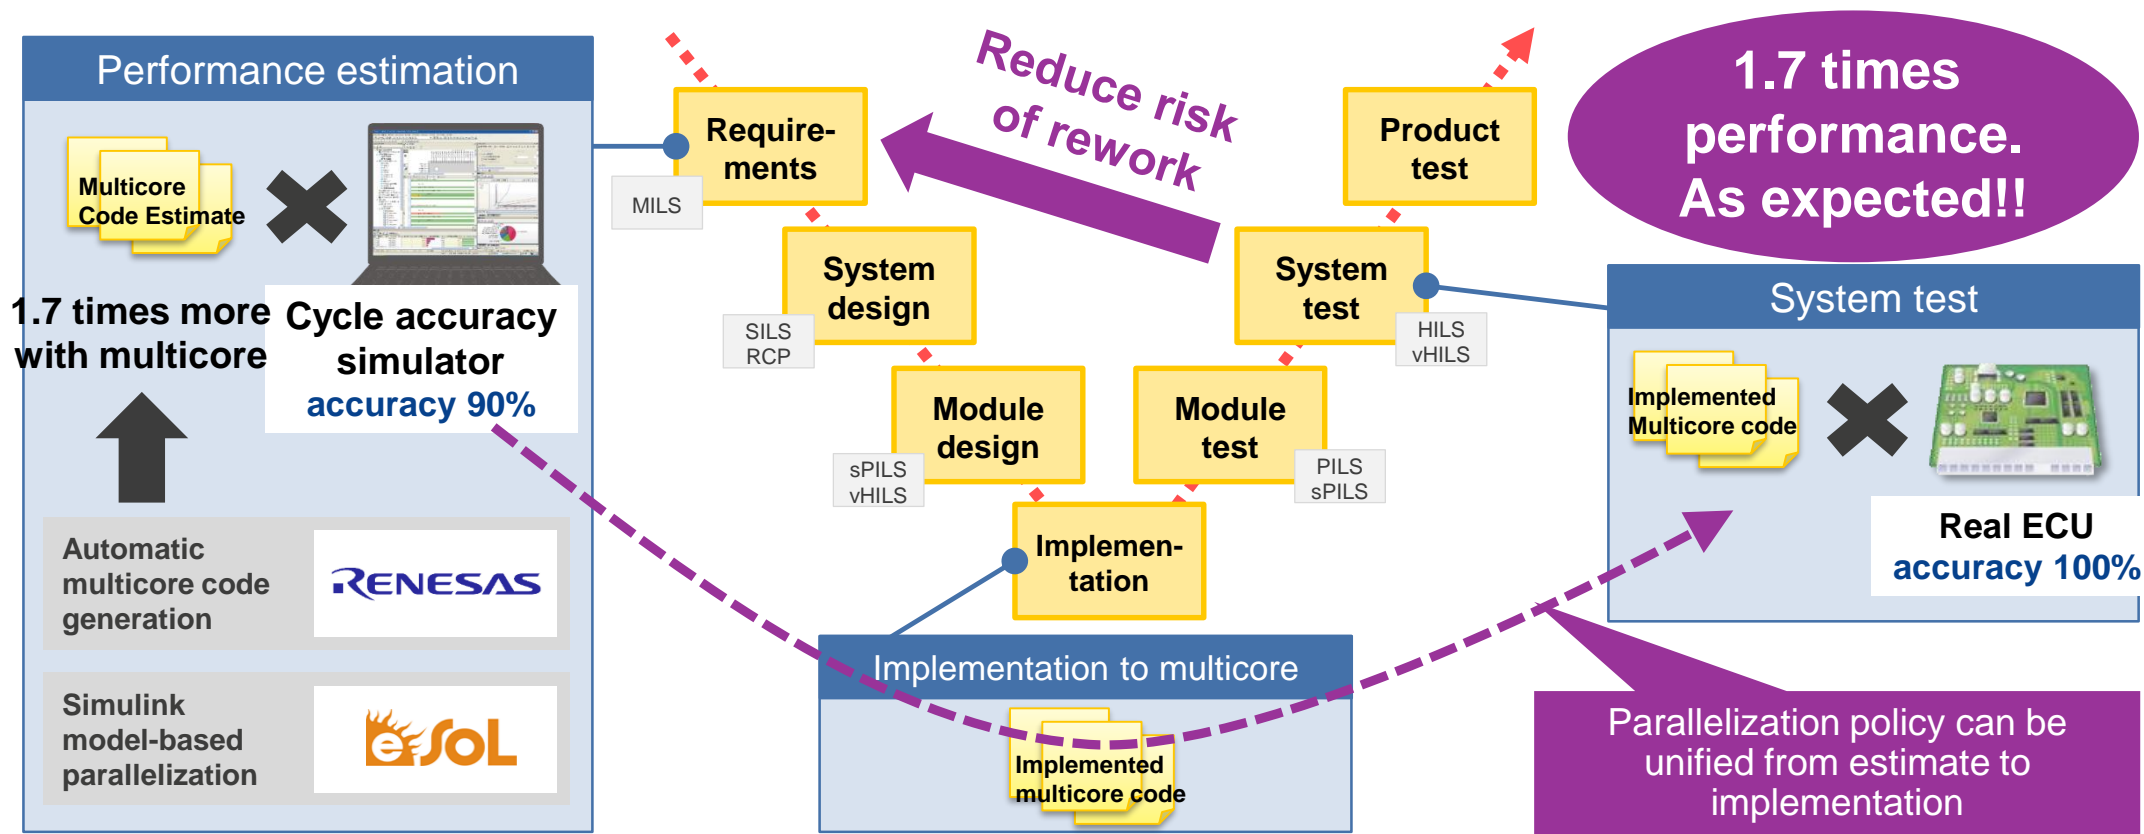 Performance estimation
Multicore
Code Estimate
1.7 times more
with multicore
Cycle accuracy
simulator
accuracy 90%
Automatic
multicore code
generation
RENESAS
Simulink
model-based
parallelization
eSOL
Require-
ments
MILS
System
design
SILS
RCP
Module
design
sPILS
vHILS
Implemen-
tation
Module
test
PILS
sPILS
System
test
HILS
vHILS
Product
test
Reduce risk
of rework
Implementation to multicore
Implemented
multicore code
1.7 times
performance.
As expected!!
System test
Implemented
Multicore code
Real ECU
accuracy 100%
Parallelization policy can be
unified from estimate to
implementation